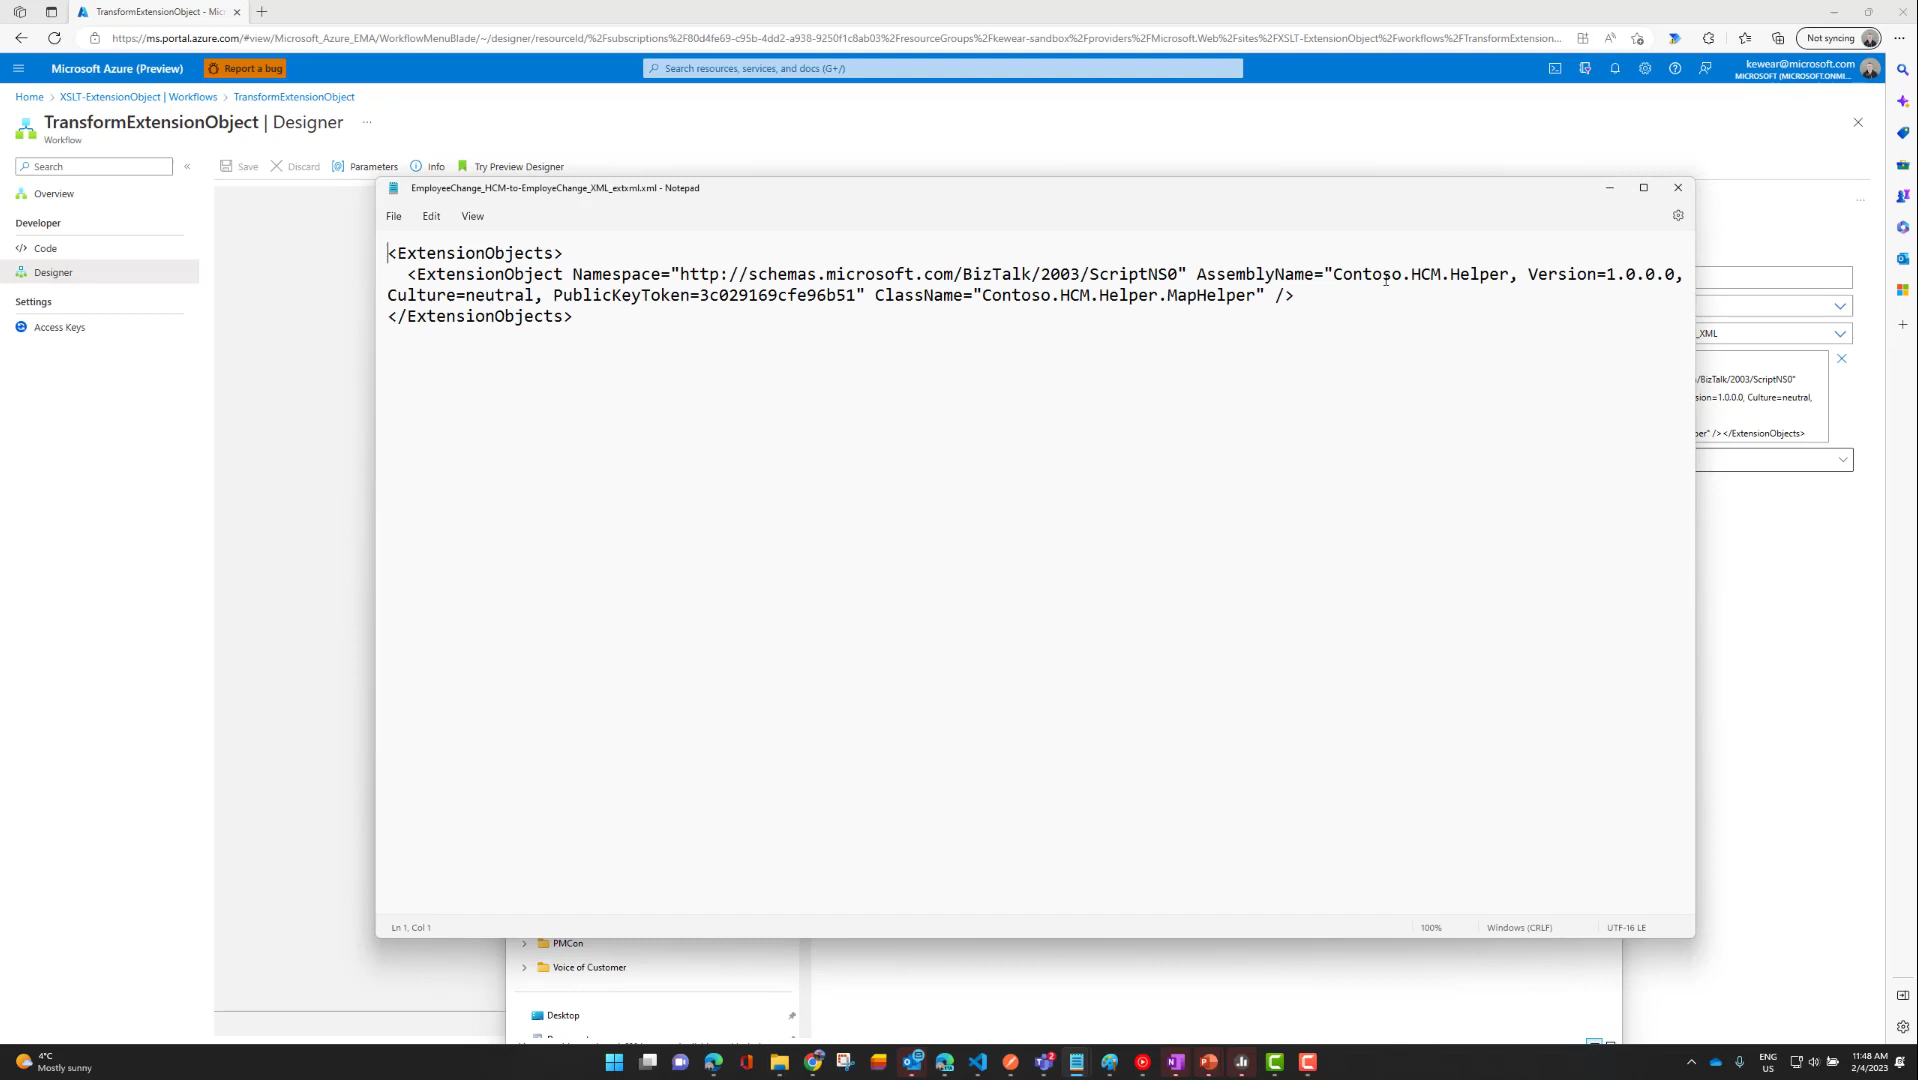 TransformExtensionObject - Mic
https://ms.portal.azure.com/#view/Microsoft_Azure_EMA/WorkflowMenuBlade/~/designer/resourceId/%2Fsubscriptions%2F80d4fe69-c95b-4dd2-a938-9250f1c8ab03%2FresourceGroups%2Fkewear-sandbox%2Fproviders%2FMicrosoft.Web%2Fsites%2FXSLT-ExtensionObject%2Fworkflows%2FTransformExtension...
Not syncing
Microsoft Azure (Preview)
Report a bug
Search resources, services, and docs (G+/)
kewear@microsoft.com
MICROSOFT (MICROSOFT.ONMI...
Home > XSLT-ExtensionObject | Workflows > TransformExtensionObject
TransformExtensionObject | Designer ...
Workflow
Search
Save Discard Parameters Info Try Preview Designer
Overview
Developer
Code
Designer
Settings
Access Keys
EmployeeChange_HCM-to-EmployeChange_XML_extxml.xml - Notepad
File Edit View
<ExtensionObjects>
<ExtensionObject Namespace="http://schemas.microsoft.com/BizTalk/2003/ScriptNS0" AssemblyName="Contoso.HCM.Helper, Version=1.0.0.0,
Culture=neutral, PublicKeyToken=3c029169cfe96b51" ClassName="Contoso.HCM.Helper.MapHelper" />
</ExtensionObjects>
_XML
/BizTalk/2003/ScriptNS0"
sion=1.0.0.0, Culture=neutral,
per" /> </ExtensionObjects>
Ln 1, Col 1
100%
Windows (CRLF)
UTF-16 LE
PMCon
Voice of Customer
Desktop
4°C
Mostly sunny
ENG
US
11:48 AM
2/4/2023